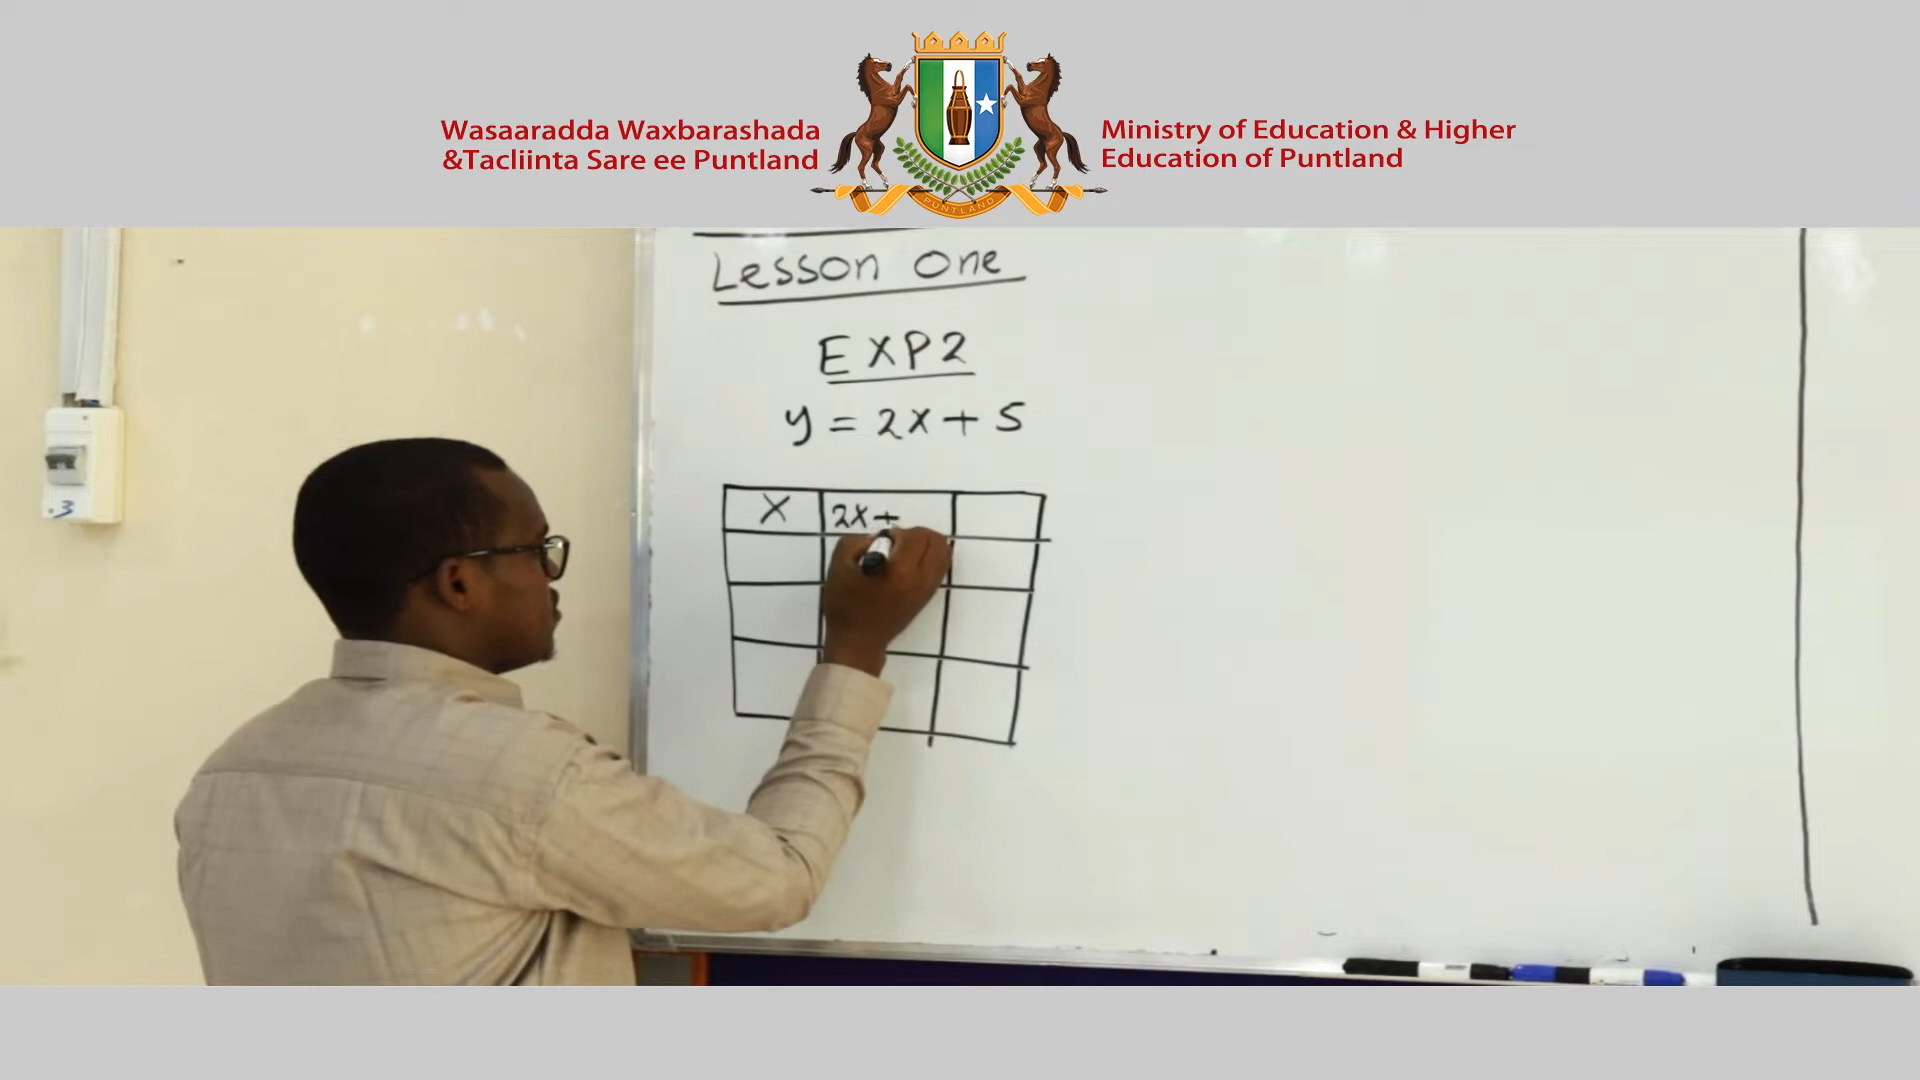 Wasaaradda Waxbarashada
&Tacliinta Sare ee Puntland
PUNTLAND
Ministry of Education & Higher
Education of Puntland
Lesson One
EXP2
y = 2x + 5
X 2x+
3